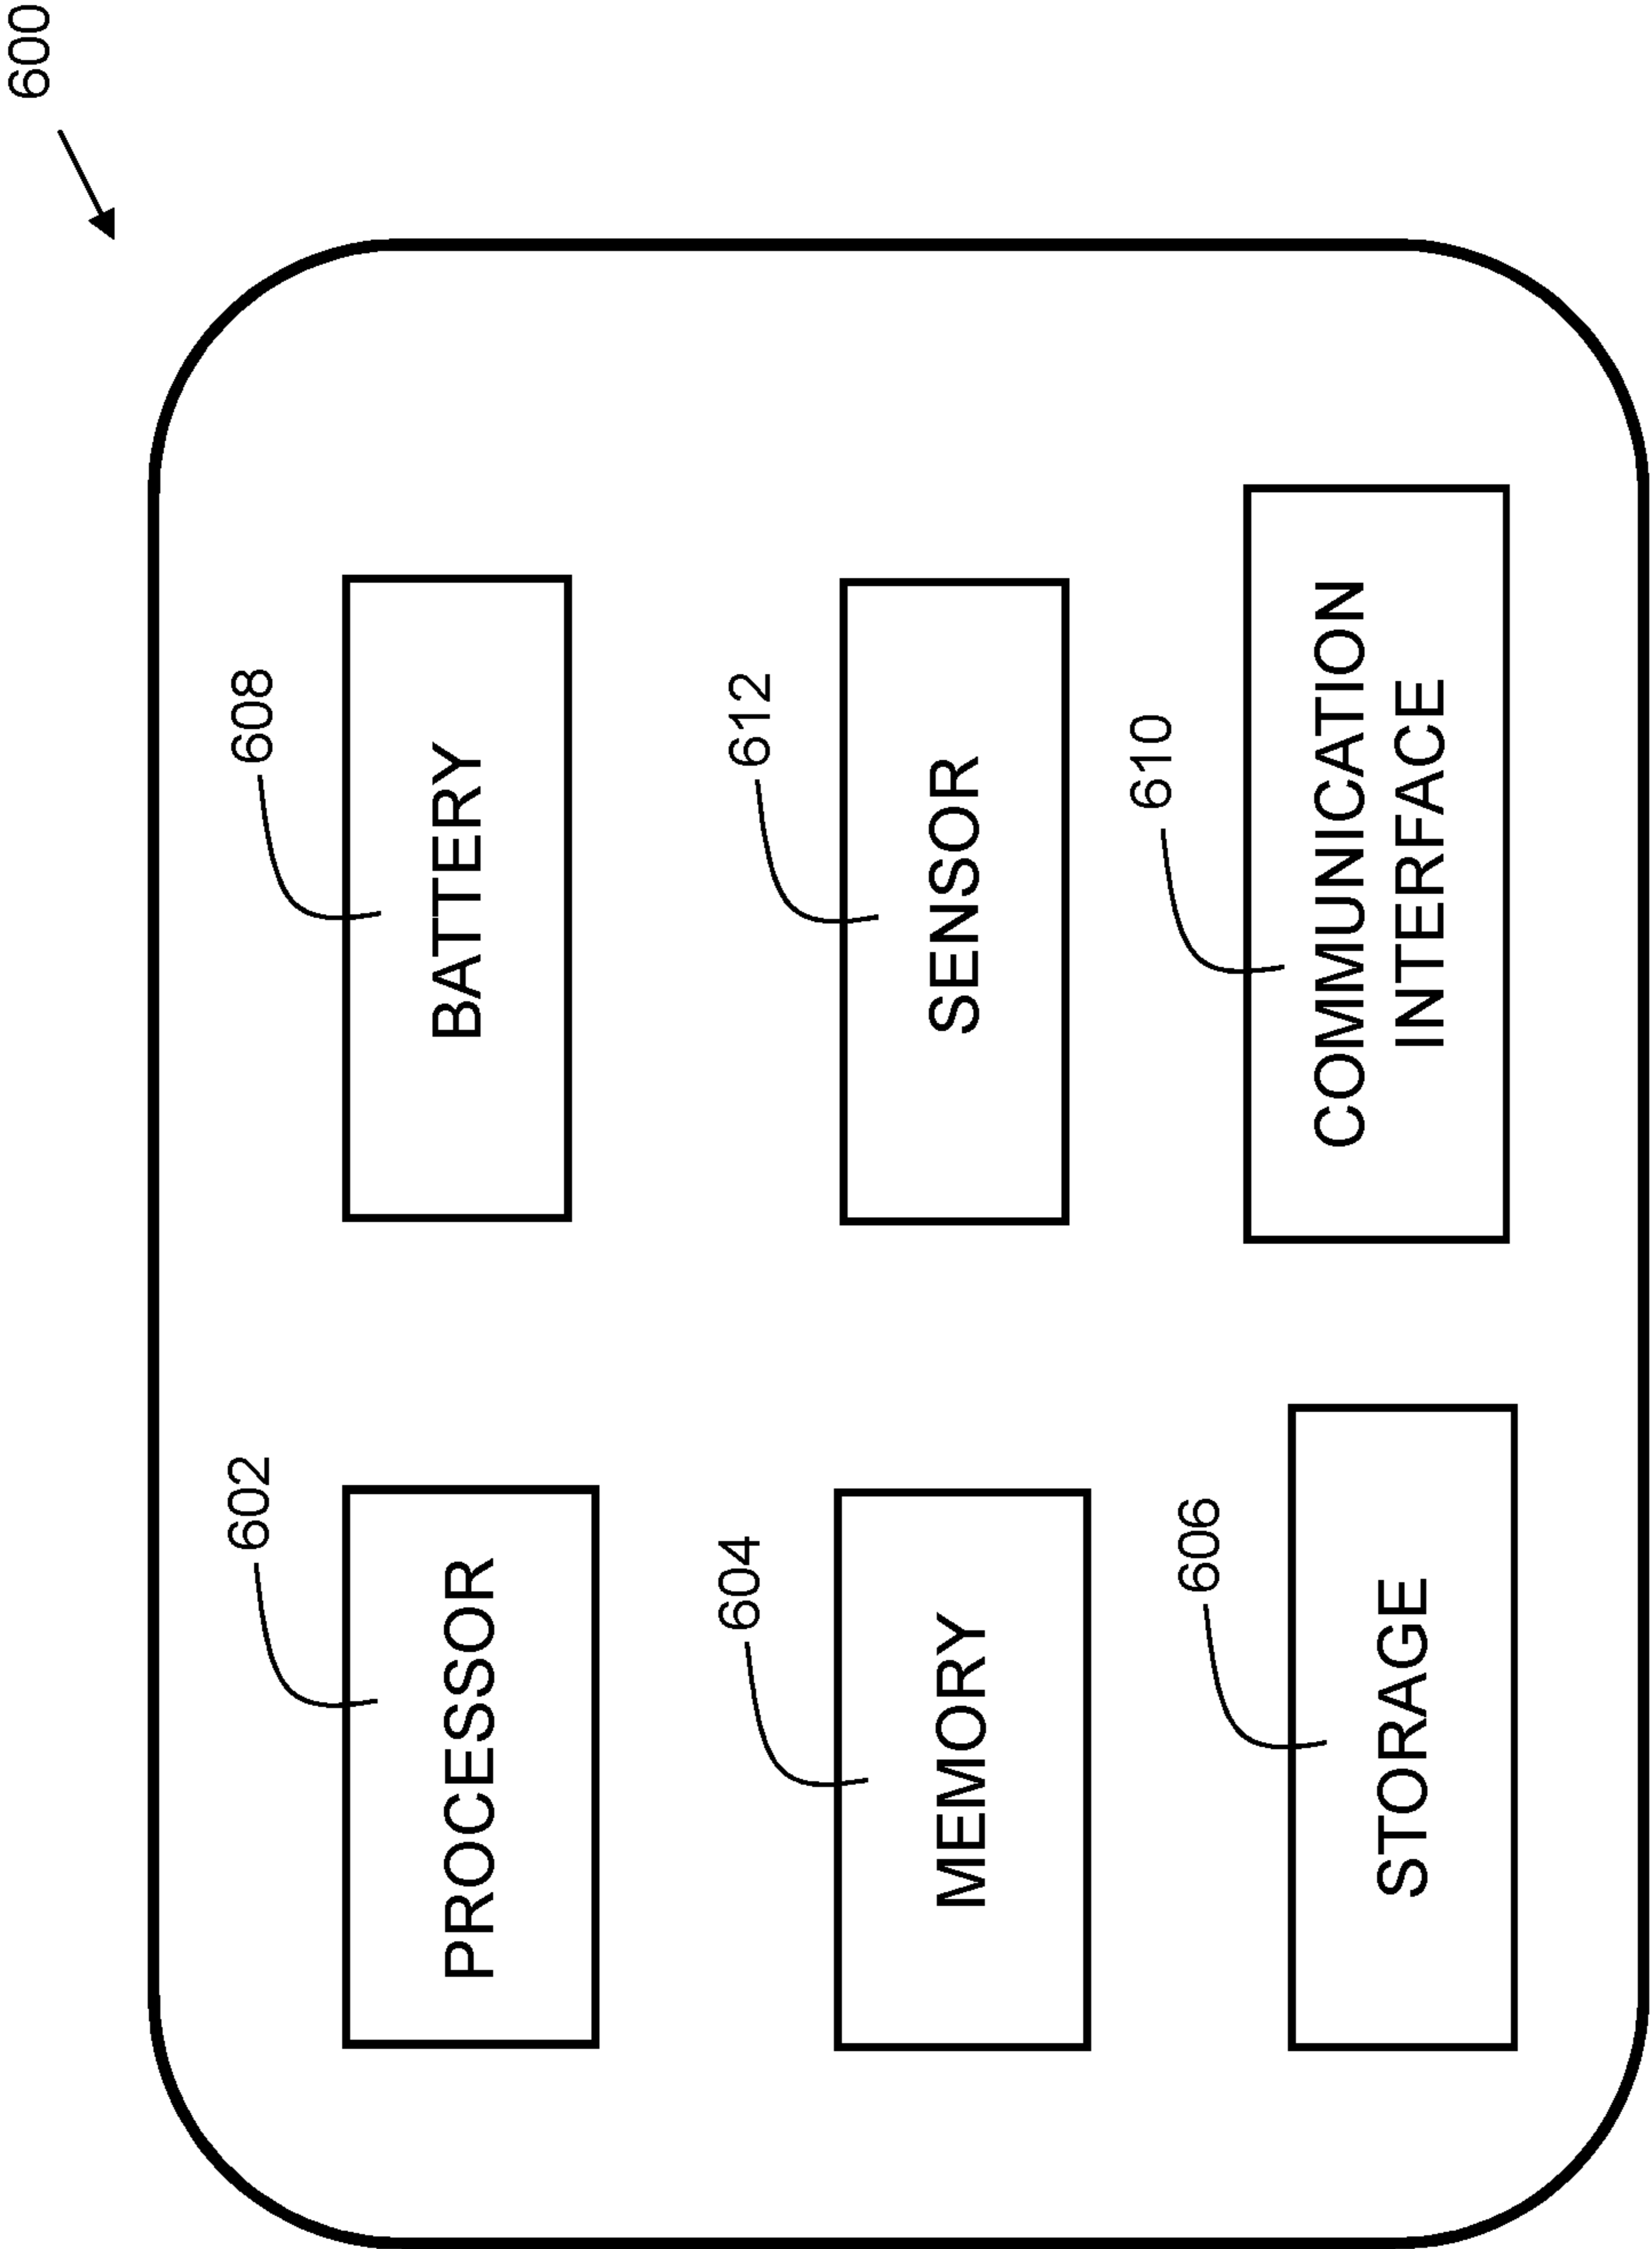 600
602
PROCESSOR
608
BATTERY
604
MEMORY
612
SENSOR
606
STORAGE
610
COMMUNICATION
INTERFACE